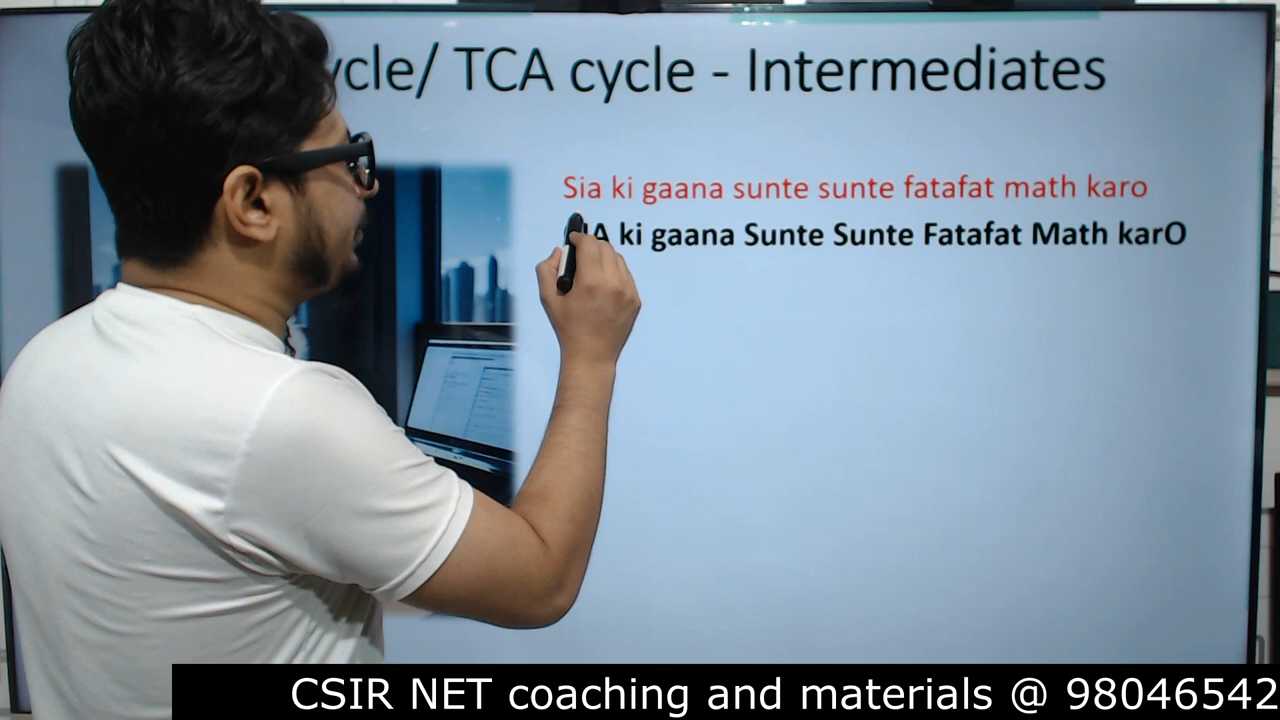 ycle/ TCA cycle - Intermediates
Sia ki gaana sunte sunte fatafat math karo
ki gaana Sunte Sunte Fatafat Math karO
CSIR NET coaching and materials @ 98046542